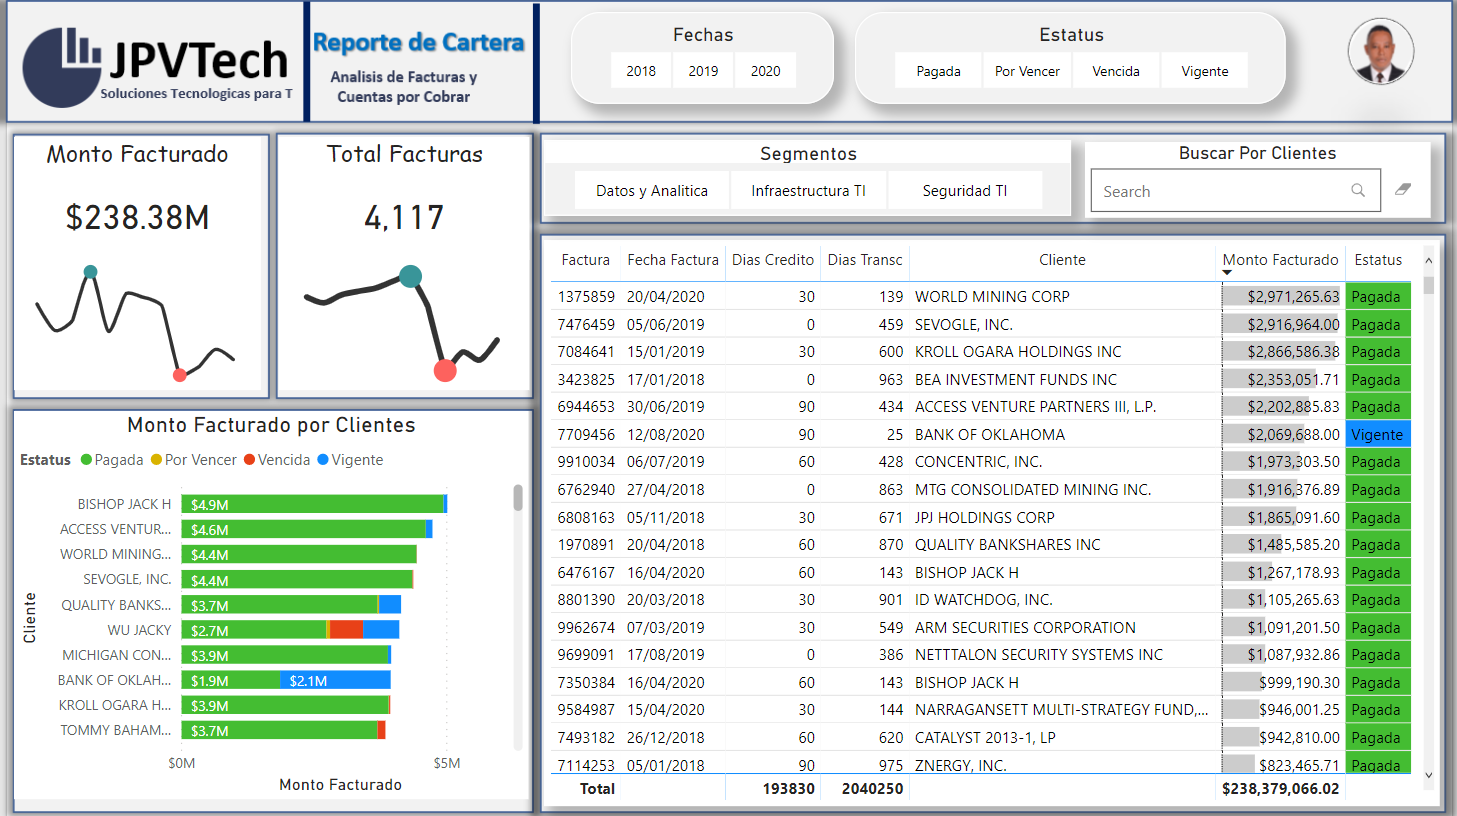 JPVTech
Soluciones Tecnologicas para T
Reporte de Cartera
Analisis de Facturas y
Cuentas por Cobrar
Fechas
2018 2019 2020
Estatus
Pagada Por Vencer Vencida Vigente
Monto Facturado
$238.38M
Total Facturas
4,117
Segmentos
Datos y Analitica Infraestructura TI Seguridad TI
Buscar Por Clientes
Search
Monto Facturado por Clientes
Estatus Pagada Por Vencer Vencida Vigente
Cliente
BISHOP JACK H $4.9M
ACCESS VENTUR... $4.6M
WORLD MINING... $4.4M
SEVOGLE, INC. $4.4M
QUALITY BANKS... $3.7M
WU JACKY $2.7M
MICHIGAN CON... $3.9M
BANK OF OKLAH... $1.9M $2.1M
KROLL OGARA H... $3.9M
TOMMY BAHAM... $3.7M
$0M $5M
Monto Facturado
Factura Fecha Factura Dias Credito Dias Transc Cliente Monto Facturado Estatus
1375859 20/04/2020 30 139 WORLD MINING CORP $2,971,265.63 Pagada
7476459 05/06/2019 0 459 SEVOGLE, INC. $2,916,964.00 Pagada
7084641 15/01/2019 30 600 KROLL OGARA HOLDINGS INC $2,866,586.38 Pagada
3423825 17/01/2018 0 963 BEA INVESTMENT FUNDS INC $2,353,051.71 Pagada
6944653 30/06/2019 90 434 ACCESS VENTURE PARTNERS III, L.P. $2,202,885.83 Pagada
7709456 12/08/2020 90 25 BANK OF OKLAHOMA $2,069,688.00 Vigente
9910034 06/07/2019 60 428 CONCENTRIC, INC. $1,973,303.50 Pagada
6762940 27/04/2018 0 863 MTG CONSOLIDATED MINING INC. $1,916,376.89 Pagada
6808163 05/11/2018 30 671 JPJ HOLDINGS CORP $1,865,091.60 Pagada
1970891 20/04/2018 60 870 QUALITY BANKSHARES INC $1,485,585.20 Pagada
6476167 16/04/2020 60 143 BISHOP JACK H $1,267,178.93 Pagada
8801390 20/03/2018 30 901 ID WATCHDOG, INC. $1,105,265.63 Pagada
9962674 07/03/2019 30 549 ARM SECURITIES CORPORATION $1,091,201.50 Pagada
9699091 17/08/2019 0 386 NETTTALON SECURITY SYSTEMS INC $1,087,932.86 Pagada
7350384 16/04/2020 60 143 BISHOP JACK H $999,190.30 Pagada
9584987 15/04/2020 30 144 NARRAGANSETT MULTI-STRATEGY FUND,... $946,001.25 Pagada
7493182 26/12/2018 60 620 CATALYST 2013-1, LP $942,810.00 Pagada
7114253 05/01/2018 90 975 ZNERGY, INC. $823,465.71 Pagada
Total 193830 2040250 $238,379,066.02